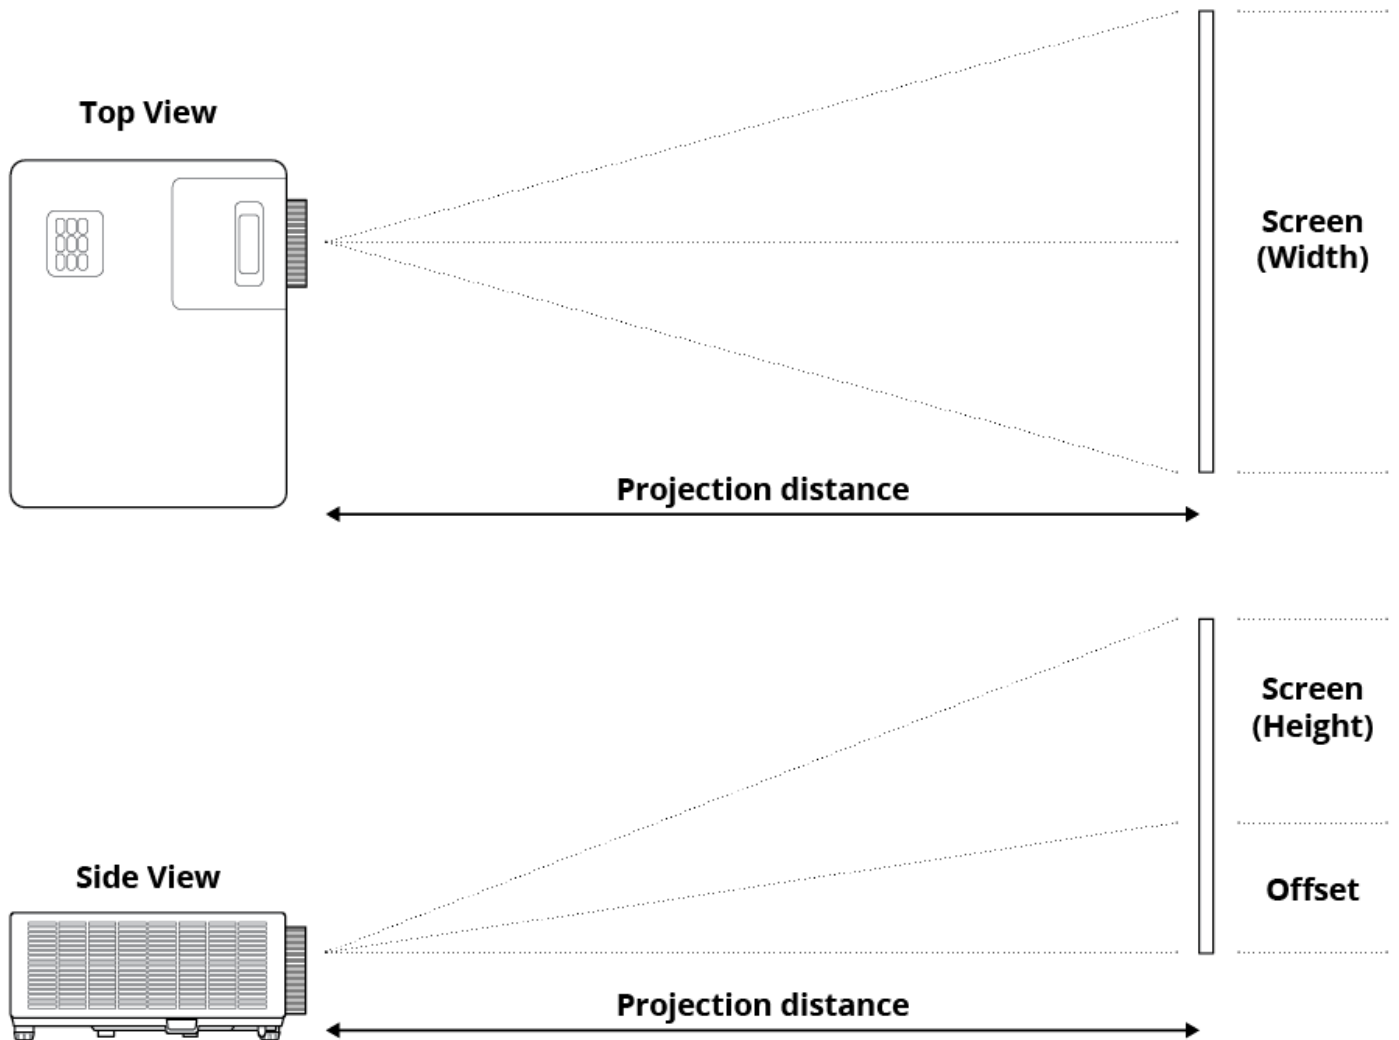 Top View
Screen
(Width)
Projection distance
Screen
(Height)
Side View
Offset
Projection distance